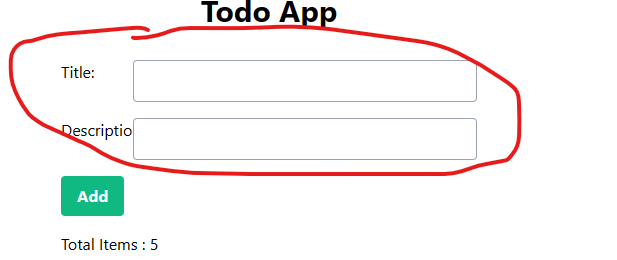 Todo App
Title:
Descriptio
Add
Total Items : 5